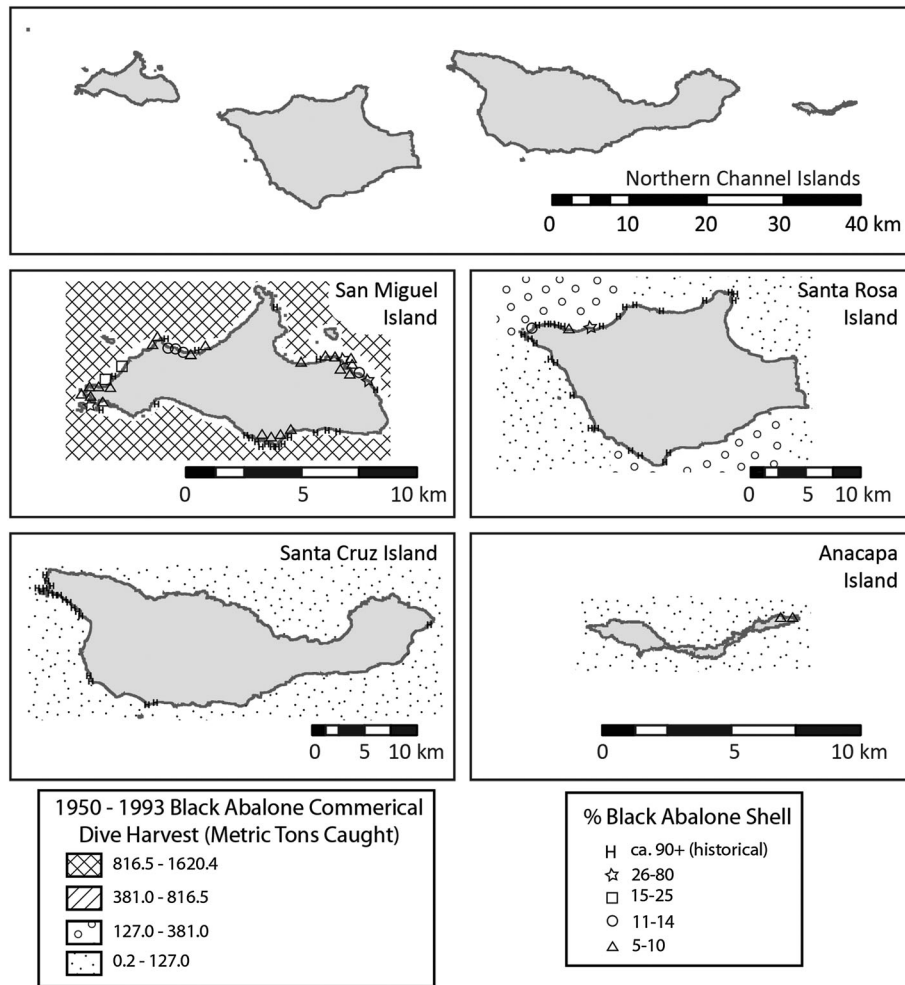 Northern Channel Islands
0 10 20 30 40 km
San Miguel
Island
H H H H H H H H H H H H H H H
0 5 10 km
Santa Rosa
Island
H H H H H H H H H H H H H H H H H H H H H H
0 5 10 km
Santa Cruz Island
H H H H H H H H H H H H H H H H H H
0 5 10 km
Anacapa
Island
0 5 10 km
1950 - 1993 Black Abalone Commerical
Dive Harvest (Metric Tons Caught)
816.5 - 1620.4
381.0 - 816.5
127.0 - 381.0
0.2 - 127.0
% Black Abalone Shell
H ca. 90+ (historical)
26-80
15-25
11-14
5-10